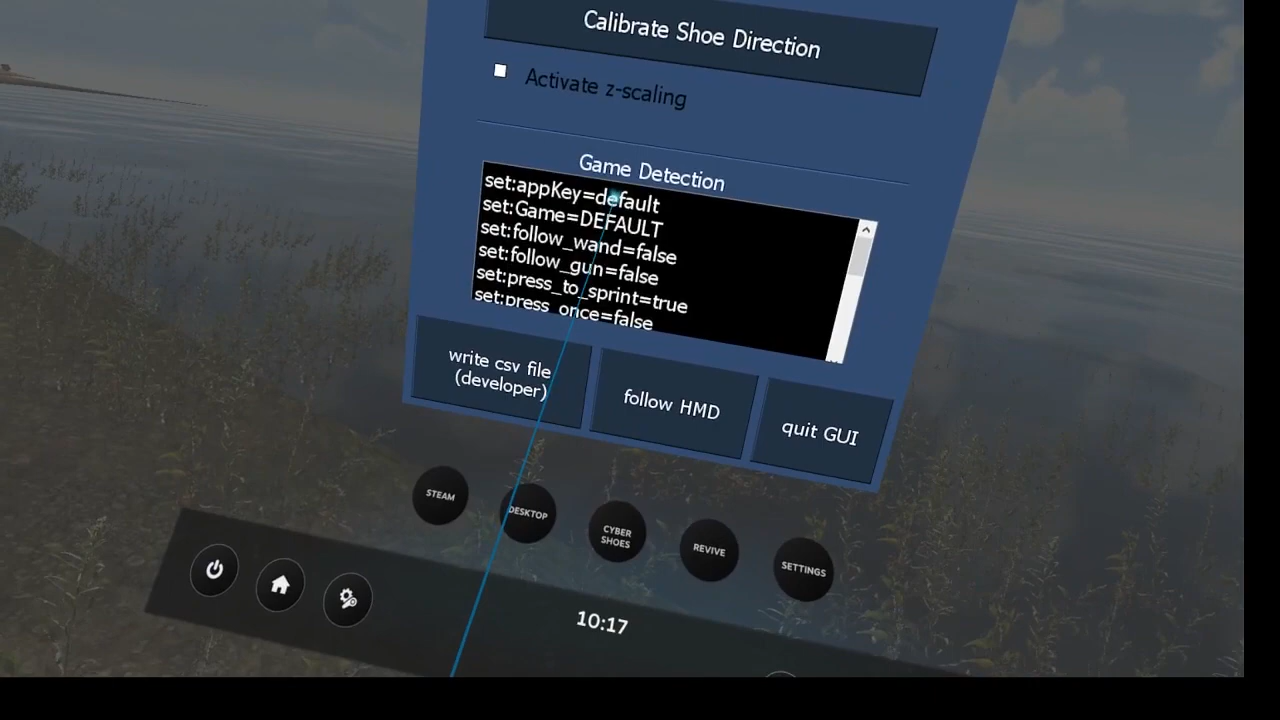 Calibrate Shoe Direction
Activate z-scaling
Game Detection
set:appKey=default
set:Game=DEFAULT
set:follow_wand=false
set:follow_gun=false
set:press_to_sprint=true
set:press_once=false
write csv file
(developer)
follow HMD
quit GUI
STEAM
DESKTOP
CYBER
SHOES
REVIVE
SETTINGS
10:17